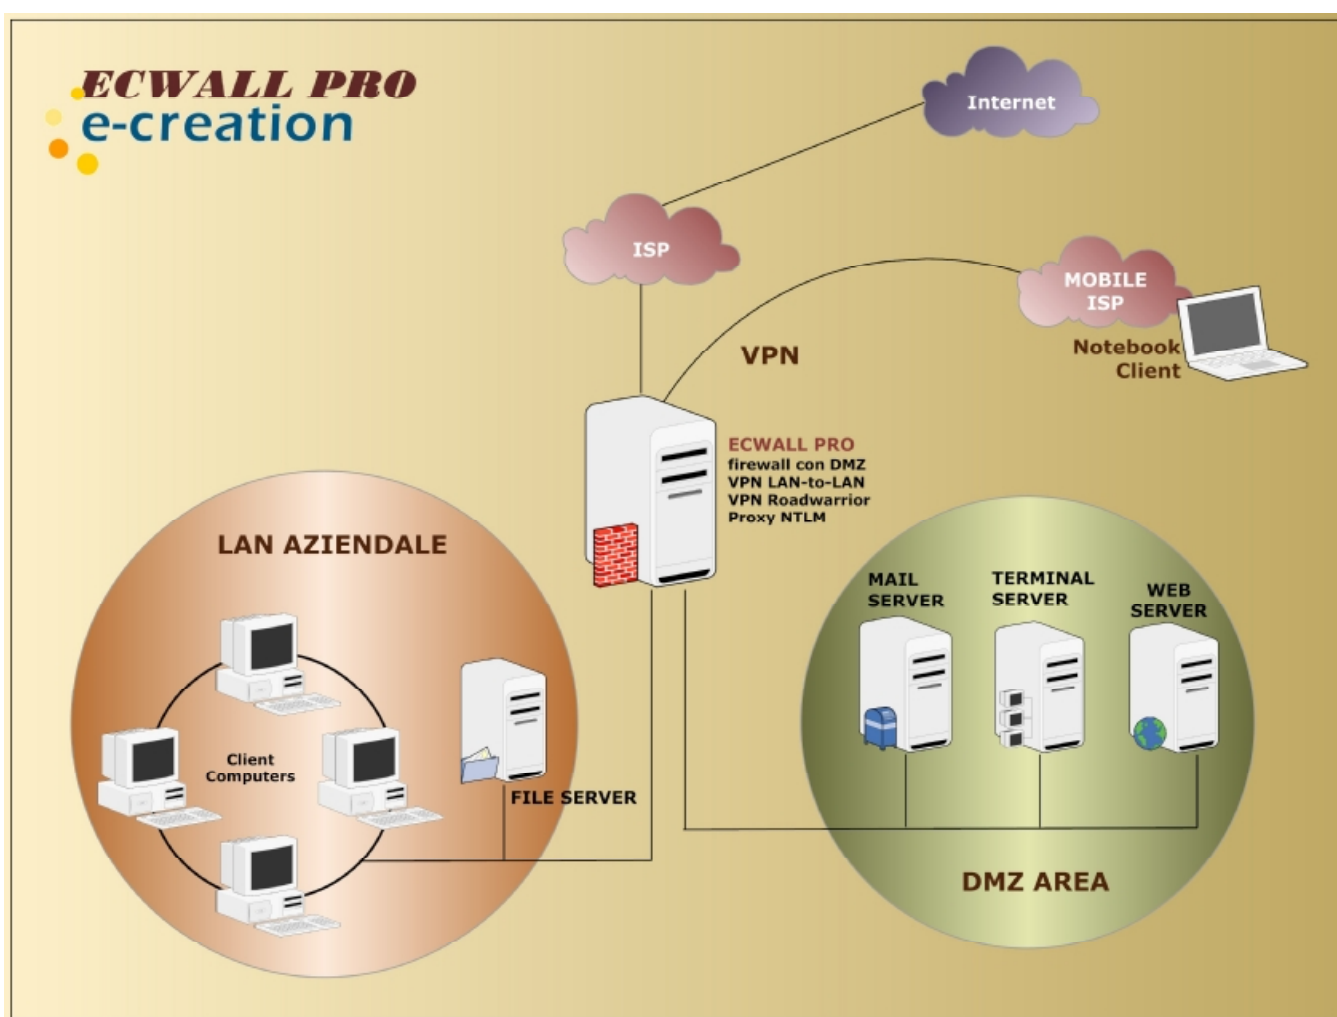 ECWALL PRO
e-creation
Internet
ISP
MOBILE
ISP
Notebook
Client
VPN
ECWALL PRO
firewall con DMZ
VPN LAN-to-LAN
VPN Roadwarrior
Proxy NTLM
LAN AZIENDALE
Client
Computers
FILE SERVER
MAIL
SERVER
TERMINAL
SERVER
WEB
SERVER
DMZ AREA